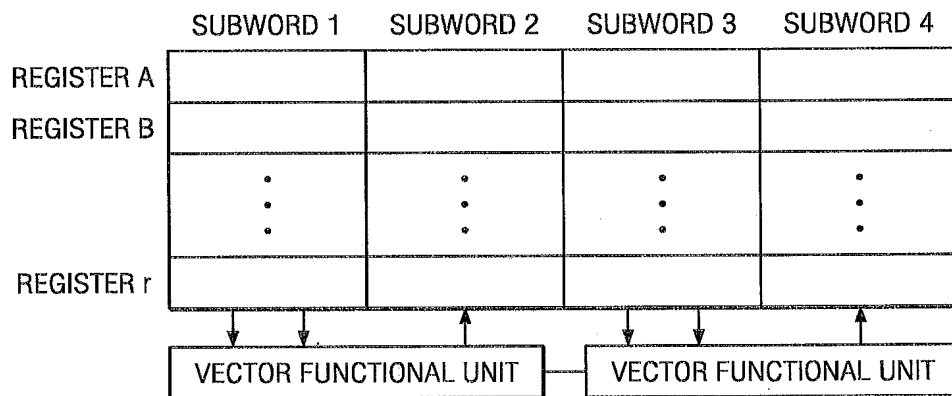 SUBWORD 1 SUBWORD 2 SUBWORD 3 SUBWORD 4
REGISTER A
REGISTER B
REGISTER r
VECTOR FUNCTIONAL UNIT VECTOR FUNCTIONAL UNIT